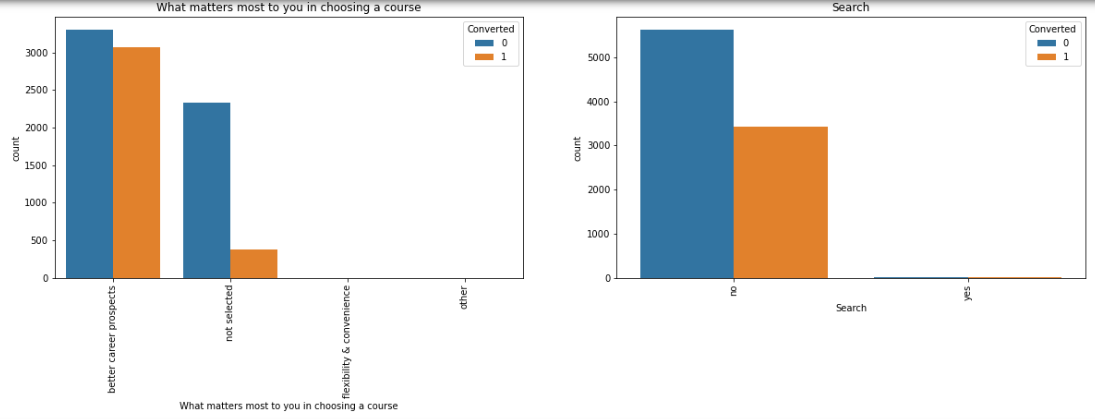 What matters most to you in choosing a course
Converted
0
1
3000
2500
2000
1500
1000
500
0
count
better career prospects
not selected
flexibility & convenience
other
What matters most to you in choosing a course
Search
Converted
0
1
5000
4000
3000
2000
1000
0
count
no
yes
Search